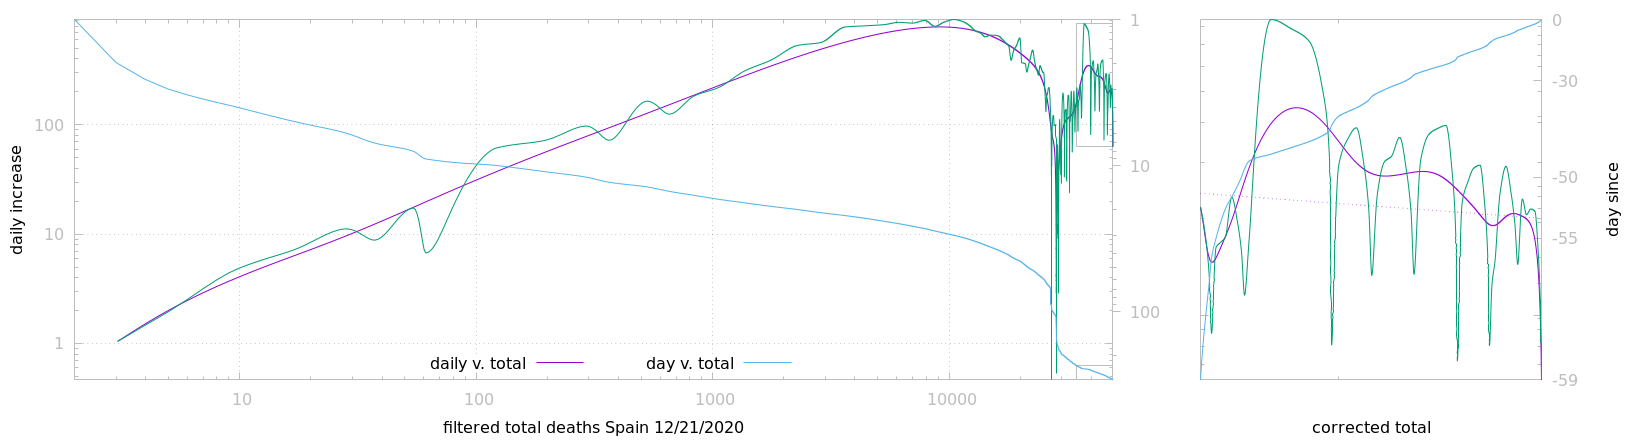 daily increase
100
10
1
daily v. total
day v. total
10
100
1000
10000
filtered total deaths Spain 12/21/2020
1
10
100
0
-30
-50
-55
-59
day since
corrected total